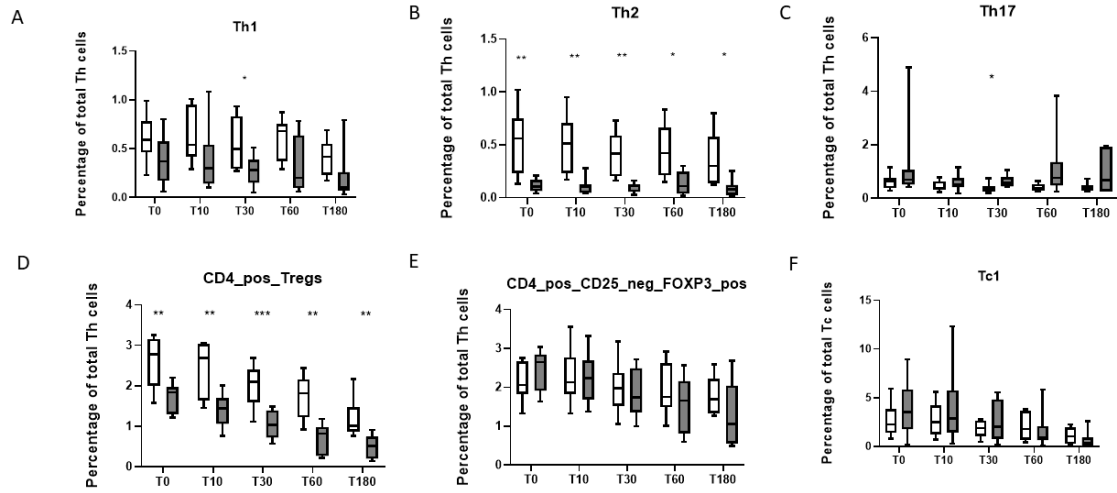 A
Th1
Percentage of total Th cells
1.5
1.0
0.5
0.0
*
T0 T10 T30 T60 T180
B
Th2
Percentage of total Th cells
1.5
1.0
0.5
0.0
** ** ** * *
T0 T10 T30 T60 T180
C
Th17
Percentage of total Th cells
6
4
2
0
*
T0 T10 T30 T60 T180
D
CD4_pos_Tregs
Percentage of total Th cells
4
3
2
1
0
** ** *** ** **
T0 T10 T30 T60 T180
E
CD4_pos_CD25_neg_FOXP3_pos
Percentage of total Th cells
4
3
2
1
0
T0 T10 T30 T60 T180
F
Tc1
Percentage of total Tc cells
15
10
5
0
T0 T10 T30 T60 T180